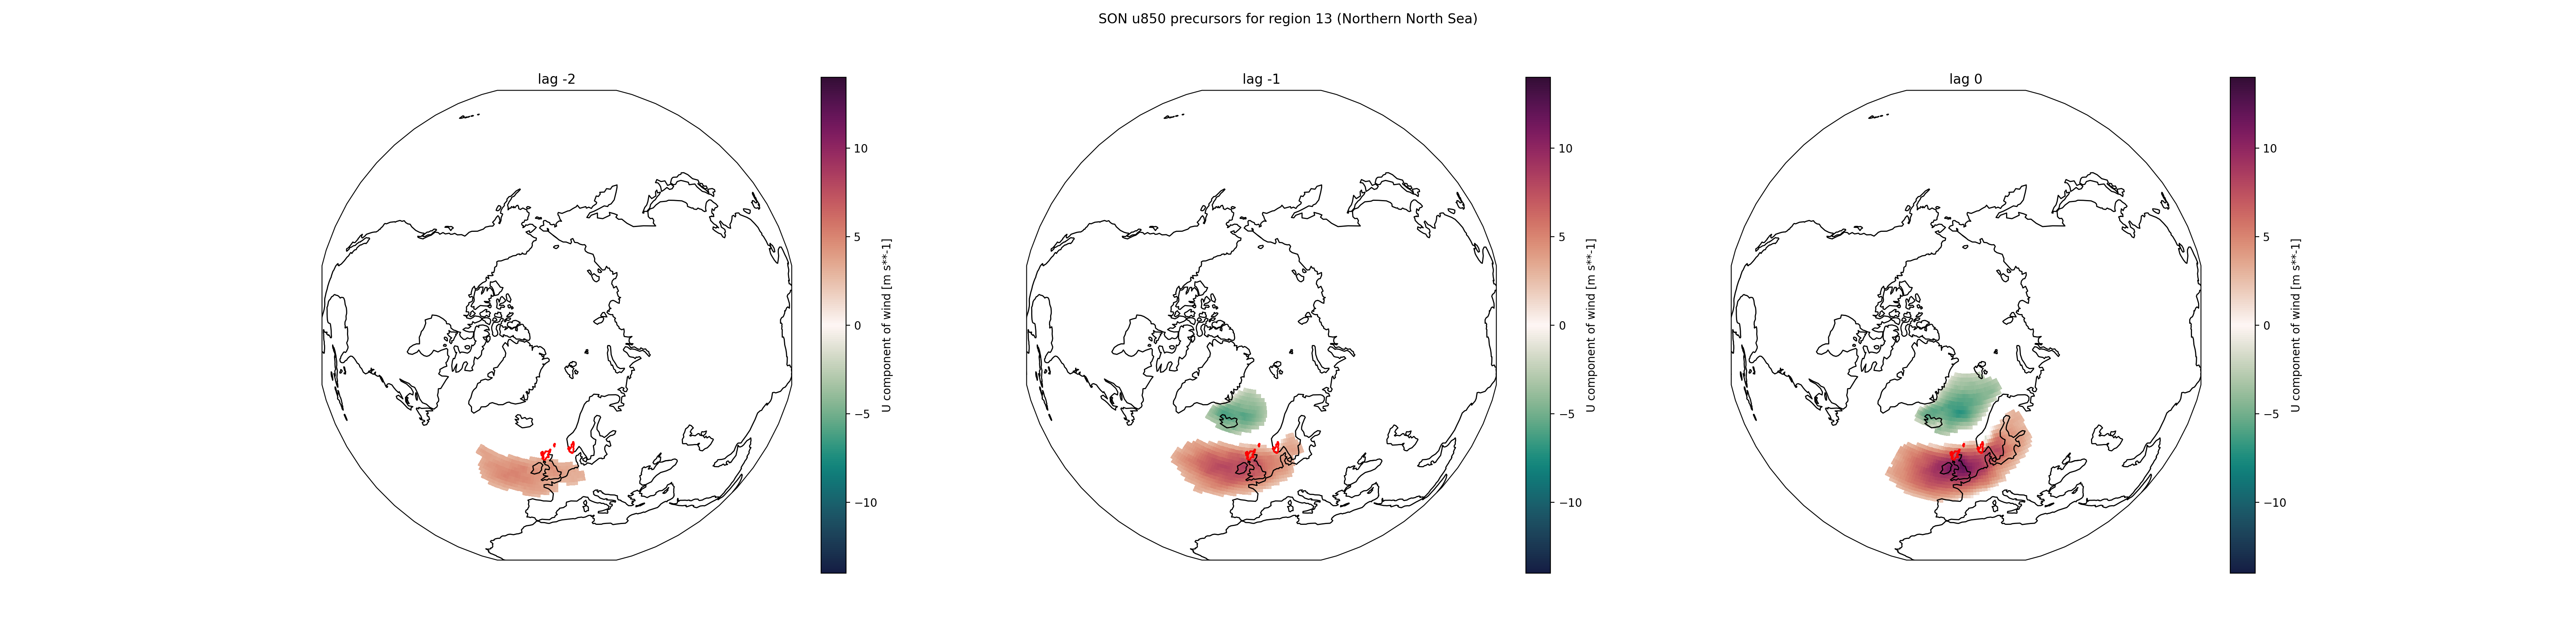 SON u850 precursors for region 13 (Northern North Sea)
lag -2
10
5
0
−5
−10
U component of wind [m s**-1]
lag -1
10
5
0
−5
−10
U component of wind [m s**-1]
lag 0
10
5
0
−5
−10
U component of wind [m s**-1]